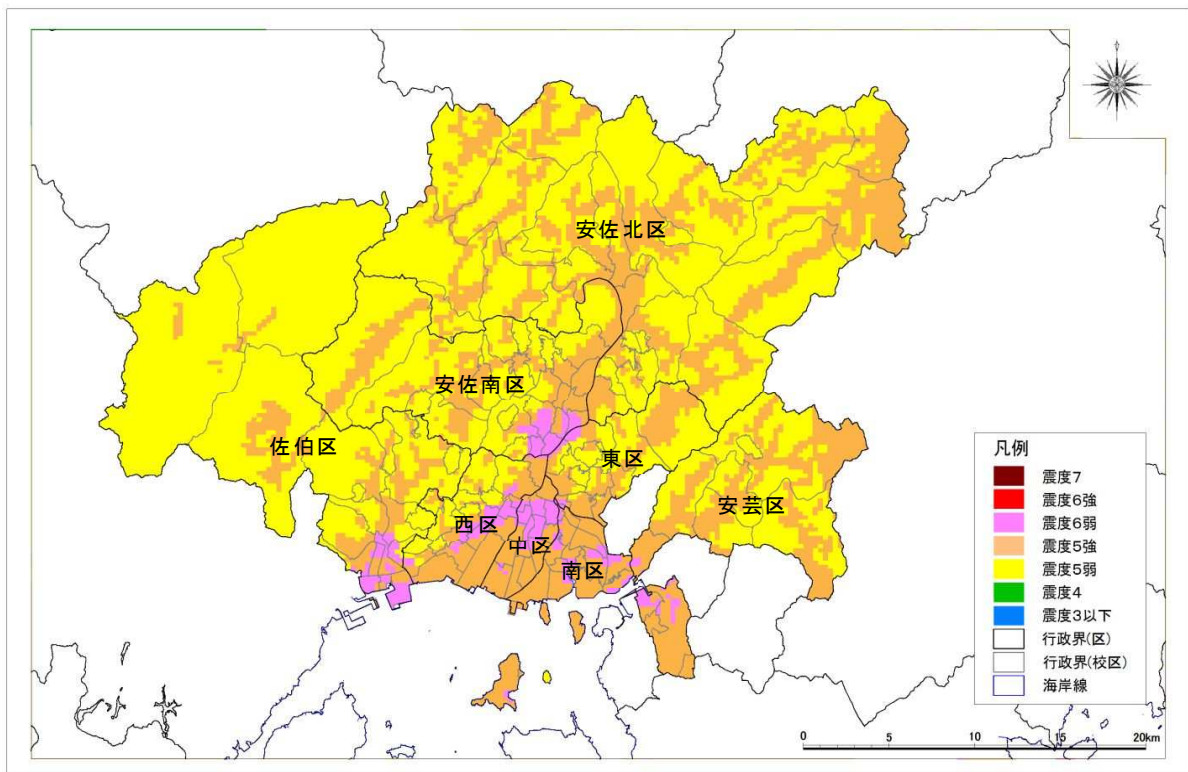 安佐北区
安佐南区
佐伯区
東区
安芸区
西区
中区
南区
凡例
震度7
震度6強
震度6弱
震度5強
震度5弱
震度4
震度3以下
行政界(区)
行政界(校区)
海岸線
0 5 10 15 20km